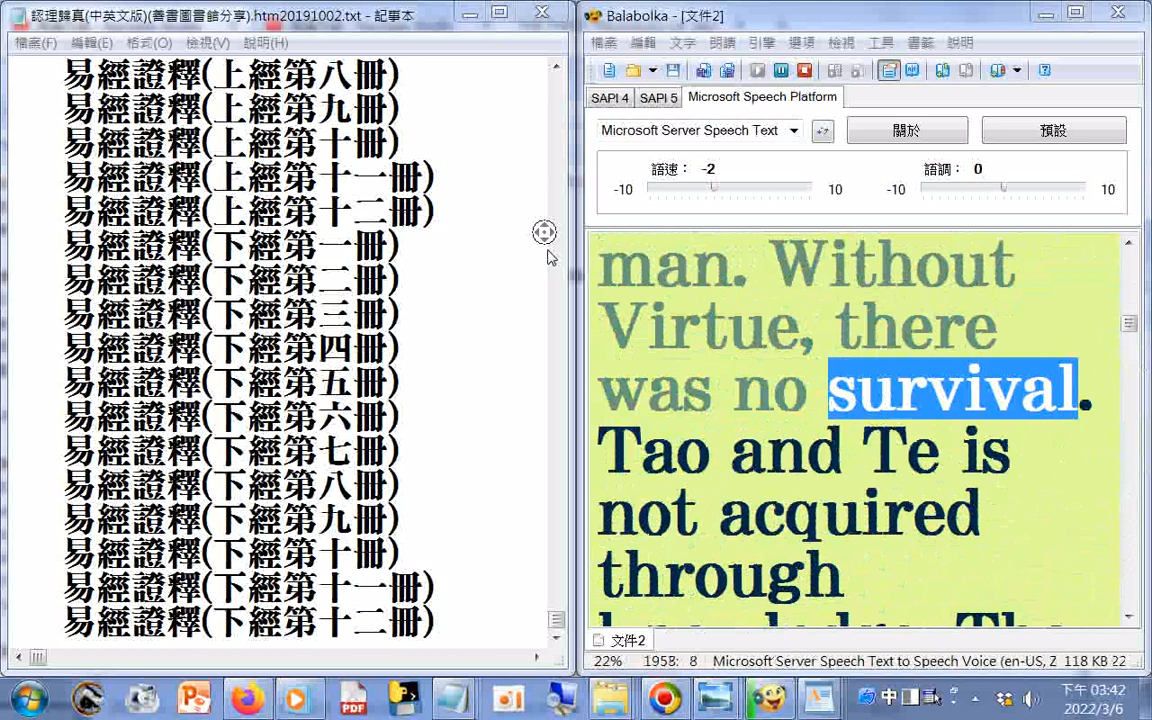 認理歸真(中英文版)(善書圖書館分享).htm20191002.txt - 記事本
檔案(F) 編輯(E) 格式(O) 檢視(V) 說明(H)
易經證釋(上經第八冊)
易經證釋(上經第九冊)
易經證釋(上經第十冊)
易經證釋(上經第十一冊)
易經證釋(上經第十二冊)
易經證釋(下經第一冊)
易經證釋(下經第二冊)
易經證釋(下經第三冊)
易經證釋(下經第四冊)
易經證釋(下經第五冊)
易經證釋(下經第六冊)
易經證釋(下經第七冊)
易經證釋(下經第八冊)
易經證釋(下經第九冊)
易經證釋(下經第十冊)
易經證釋(下經第十一冊)
易經證釋(下經第十二冊)
Balabolka - [文件2]
檔案 編輯 文字 朗讀 引擎 選項 檢視 工具 書籤 說明
SAPI 4 SAPI 5 Microsoft Speech Platform
Microsoft Server Speech Text 關於 預設
語速： -2 語調： 0
-10 10 -10 10
man. Without
Virtue, there
was no survival.
Tao and Te is
not acquired
through
文件2
22% 1958: 8 Microsoft Server Speech Text to Speech Voice (en-US, Z 118 KB 22
PDF
中
下午 03:42
2022/3/6